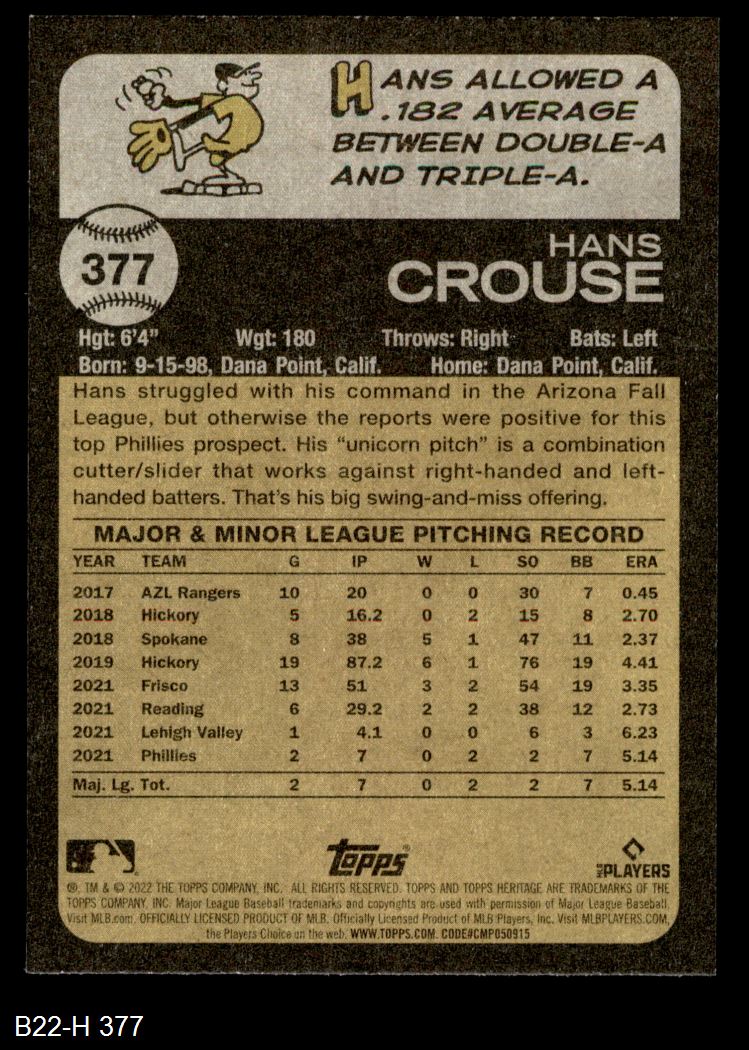 HANS ALLOWED A
.182 AVERAGE
BETWEEN DOUBLE-A
AND TRIPLE-A.
377
HANS
CROUSE
Hgt: 6'4" Wgt: 180 Throws: Right Bats: Left
Born: 9-15-98, Dana Point, Calif. Home: Dana Point, Calif.
Hans struggled with his command in the Arizona Fall
League, but otherwise the reports were positive for this
top Phillies prospect. His “unicorn pitch” is a combination
cutter/slider that works against right-handed and left-
handed batters. That's his big swing-and-miss offering.
MAJOR & MINOR LEAGUE PITCHING RECORD
YEAR TEAM G IP W L SO BB ERA
2017 AZL Rangers 10 20 0 0 30 7 0.45
2018 Hickory 5 16.2 0 2 15 8 2.70
2018 Spokane 8 38 5 1 47 11 2.37
2019 Hickory 19 87.2 6 1 76 19 4.41
2021 Frisco 13 51 3 2 54 19 3.35
2021 Reading 6 29.2 2 2 38 12 2.73
2021 Lehigh Valley 1 4.1 0 0 6 3 6.23
2021 Phillies 2 7 0 2 2 7 5.14
Maj. Lg. Tot. 2 7 0 2 2 7 5.14
Topps® MLB PLAYERS
®, TM & © 2022 THE TOPPS COMPANY, INC. ALL RIGHTS RESERVED. TOPPS AND TOPPS HERITAGE ARE TRADEMARKS OF THE
TOPPS COMPANY, INC. Major League Baseball trademarks and copyrights are used with permission of Major League Baseball.
Visit MLB.com. OFFICIALLY LICENSED PRODUCT OF MLB. Officially Licensed Product of MLB Players, Inc. Visit MLBPLAYERS.COM,
the Players Choice on the web. WWW.TOPPS.COM. CODE#CMP050915
B22-H 377